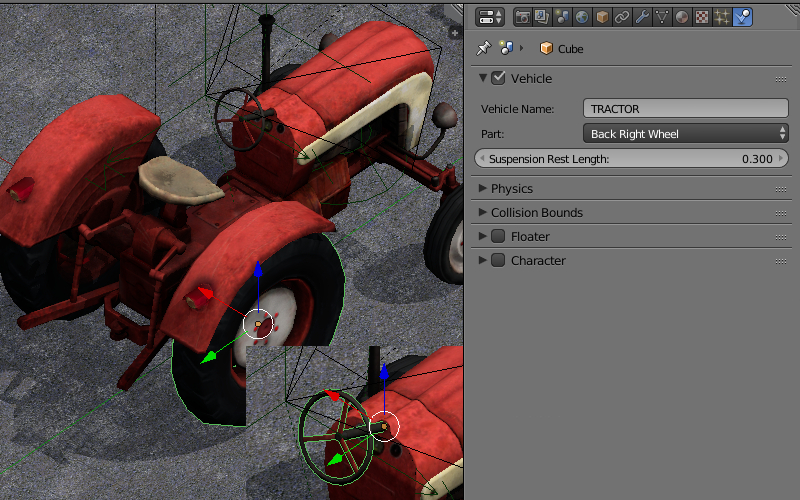 Cube
Vehicle
Vehicle Name: TRACTOR
Part: Back Right Wheel
Suspension Rest Length: 0.300
Physics
Collision Bounds
Floater
Character